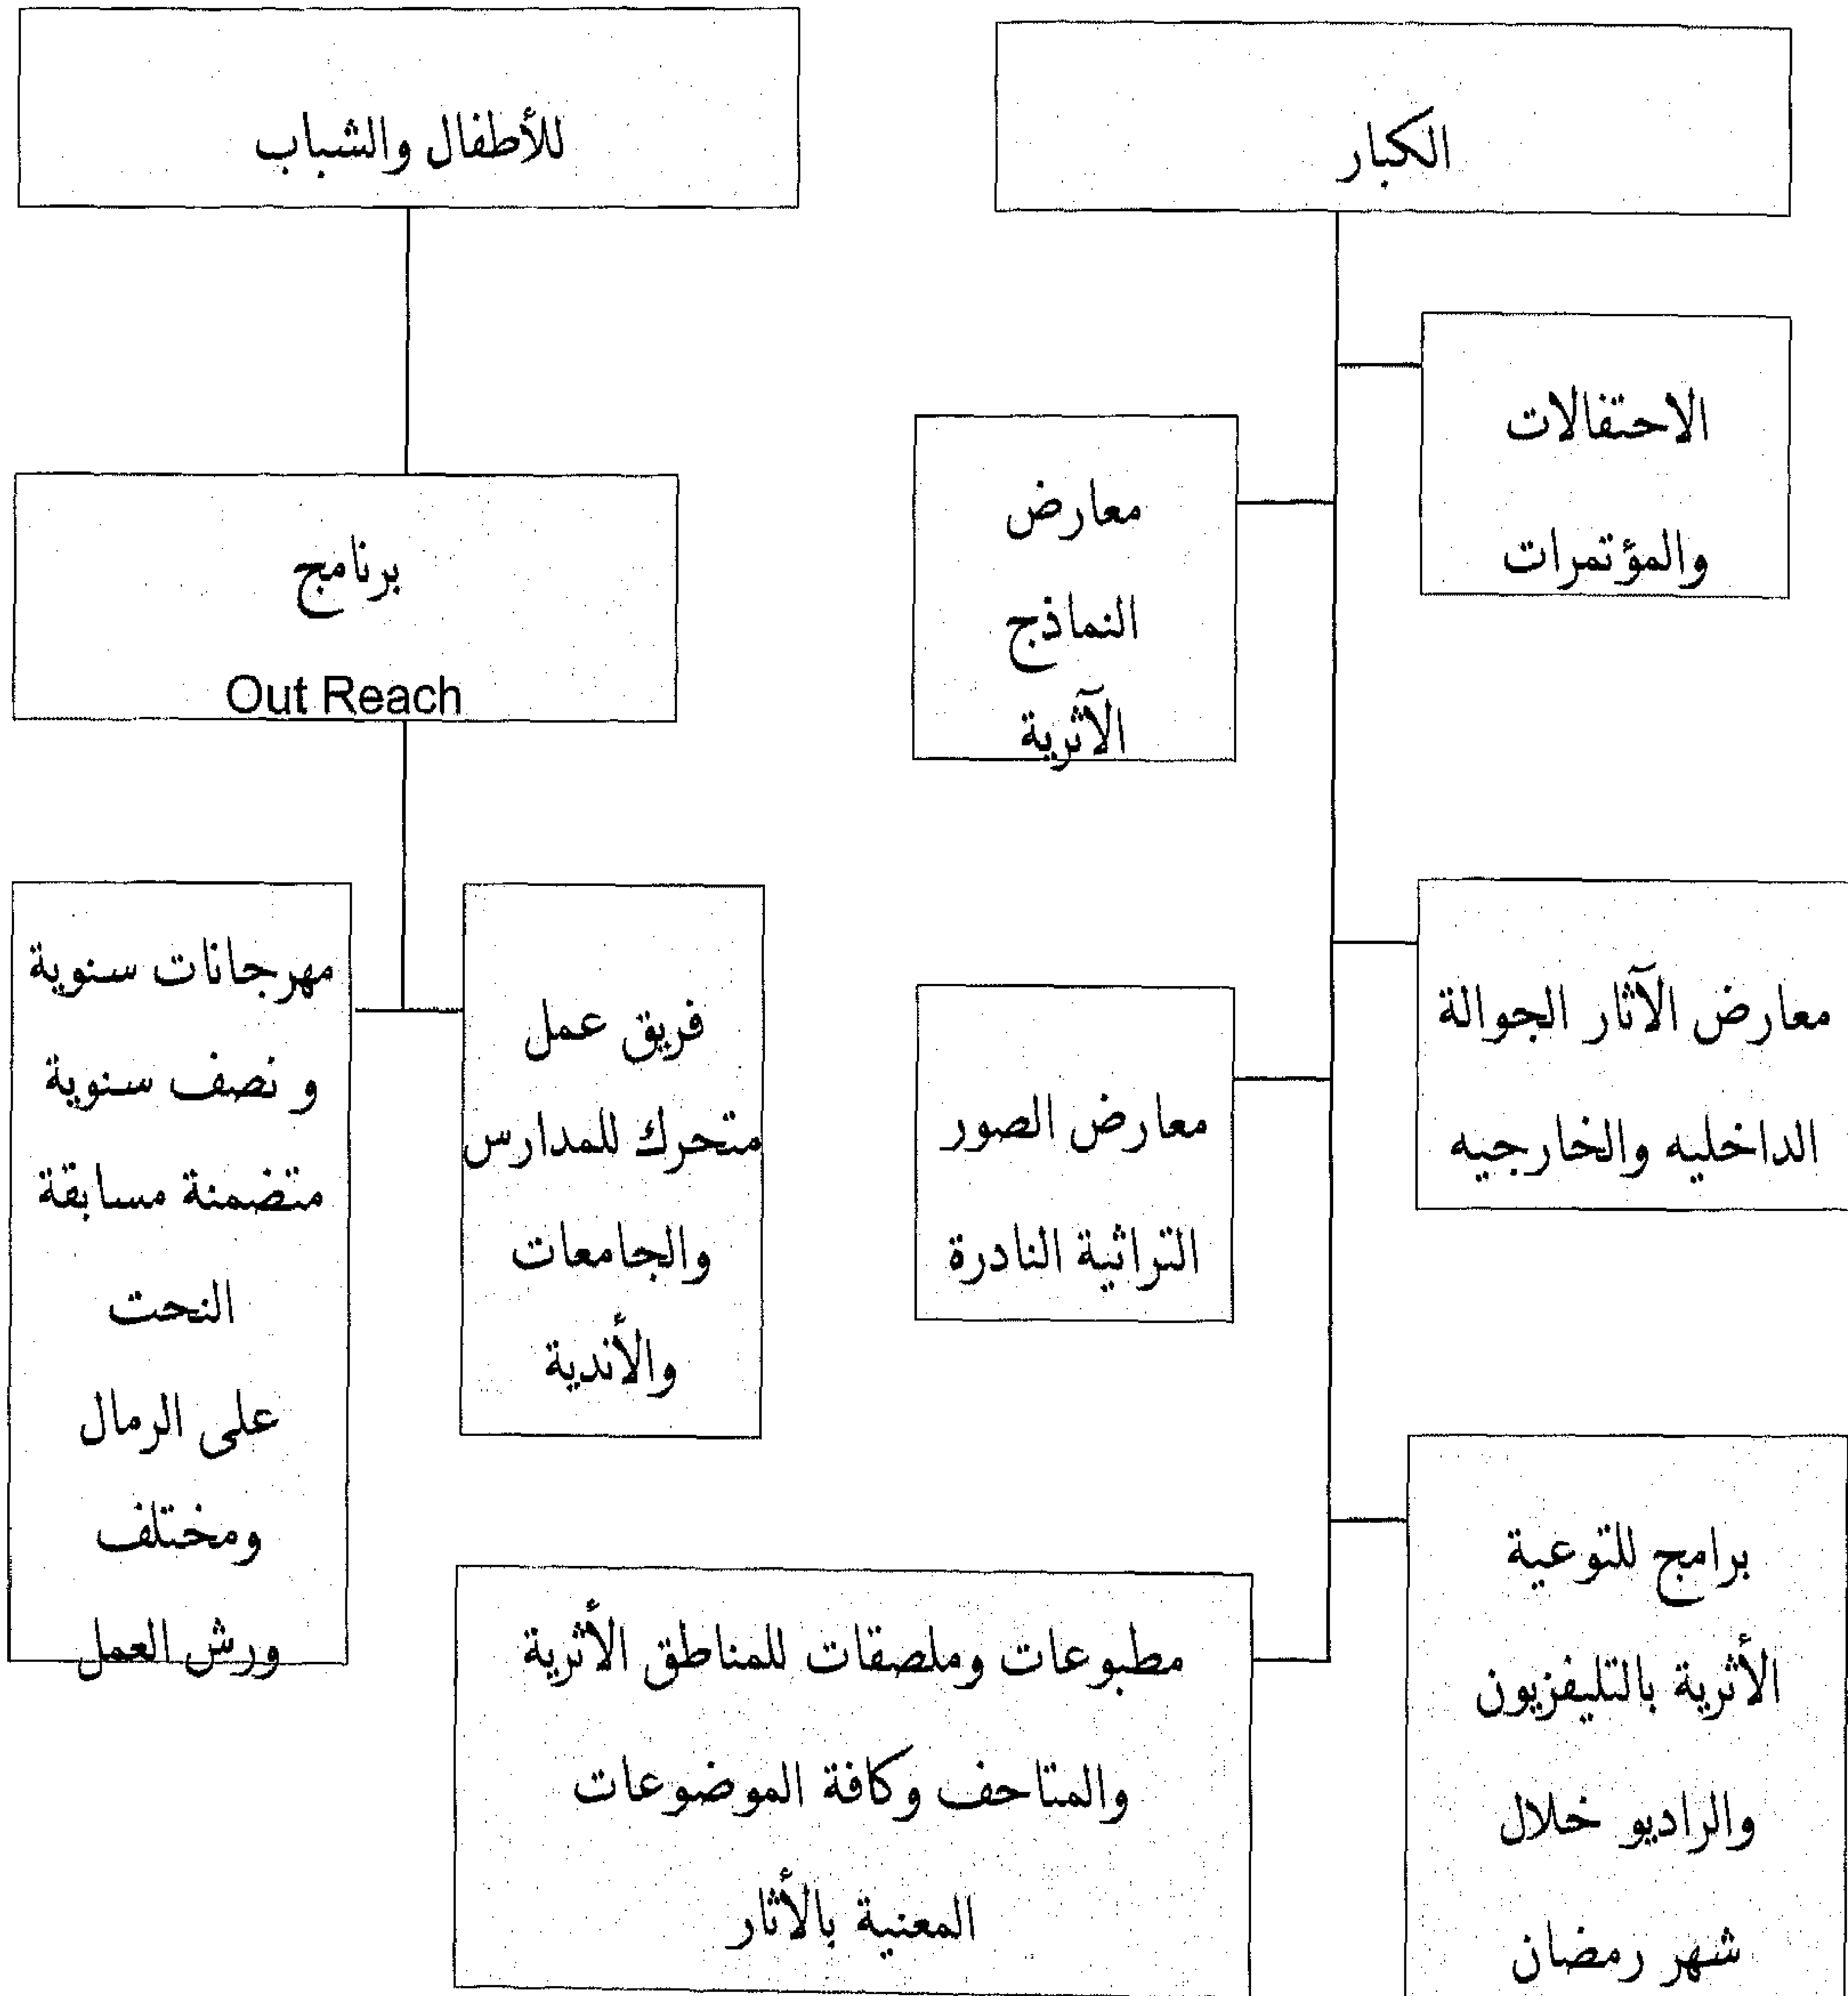 الكبار
للأطفال والشباب
الاحتفالات
والمؤتمرات
معارض
النماذج
الآثرية
برنامج
Out Reach
معارض الآثار الجوالة
الداخليه والخارجيه
معارض الصور
التراثية النادرة
فريق عمل
متحرك للمدارس
والجامعات
والأندية
مهرجانات سنوية
و نصف سنوية
متضمنة مسابقة
النحت
على الرمال
ومختلف
ورش العمل
برامج للتوعية
الأثرية بالتليفزيون
والراديو خلال
شهر رمضان
مطبوعات وملصقات للمناطق الأثرية
والمتاحف وكافة الموضوعات
المعنية بالأثار